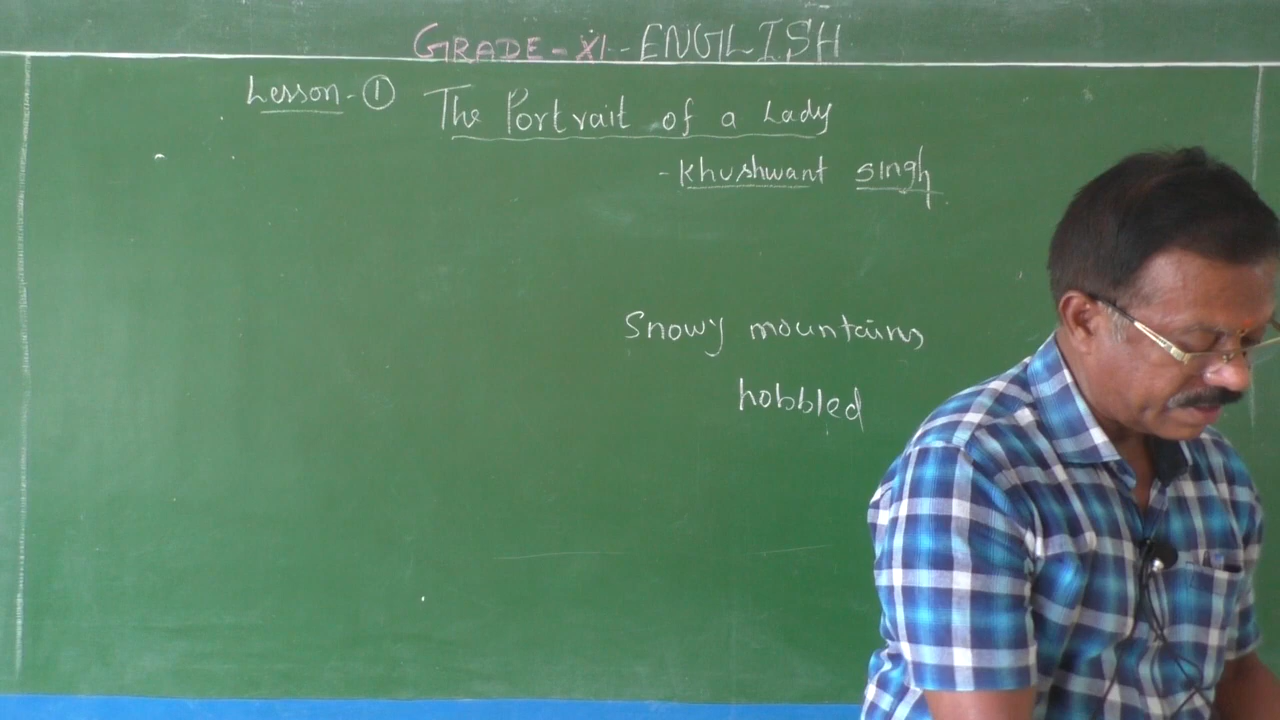 GRADE-XI-ENGLISH
Lesson-① The Portrait of a Lady
-Khushwant singh
Snowy mountains
hobbled